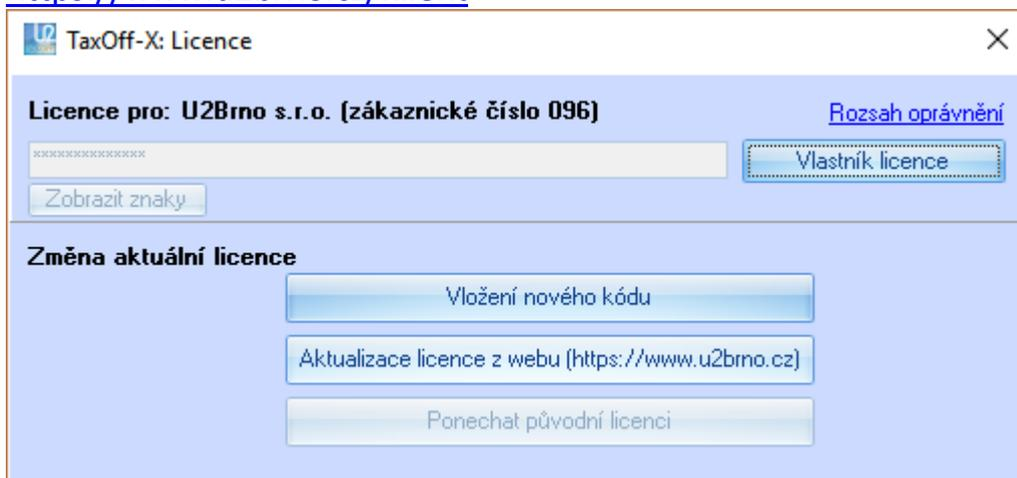 TaxOff-X: Licence
Licence pro: U2Brno s.r.o. (zákaznické číslo 096)
Rozsah oprávnění
**************
Vlastník licence
Zobrazit znaky
Změna aktuální licence
Vložení nového kódu
Aktualizace licence z webu (https://www.u2brno.cz)
Ponechat původní licenci